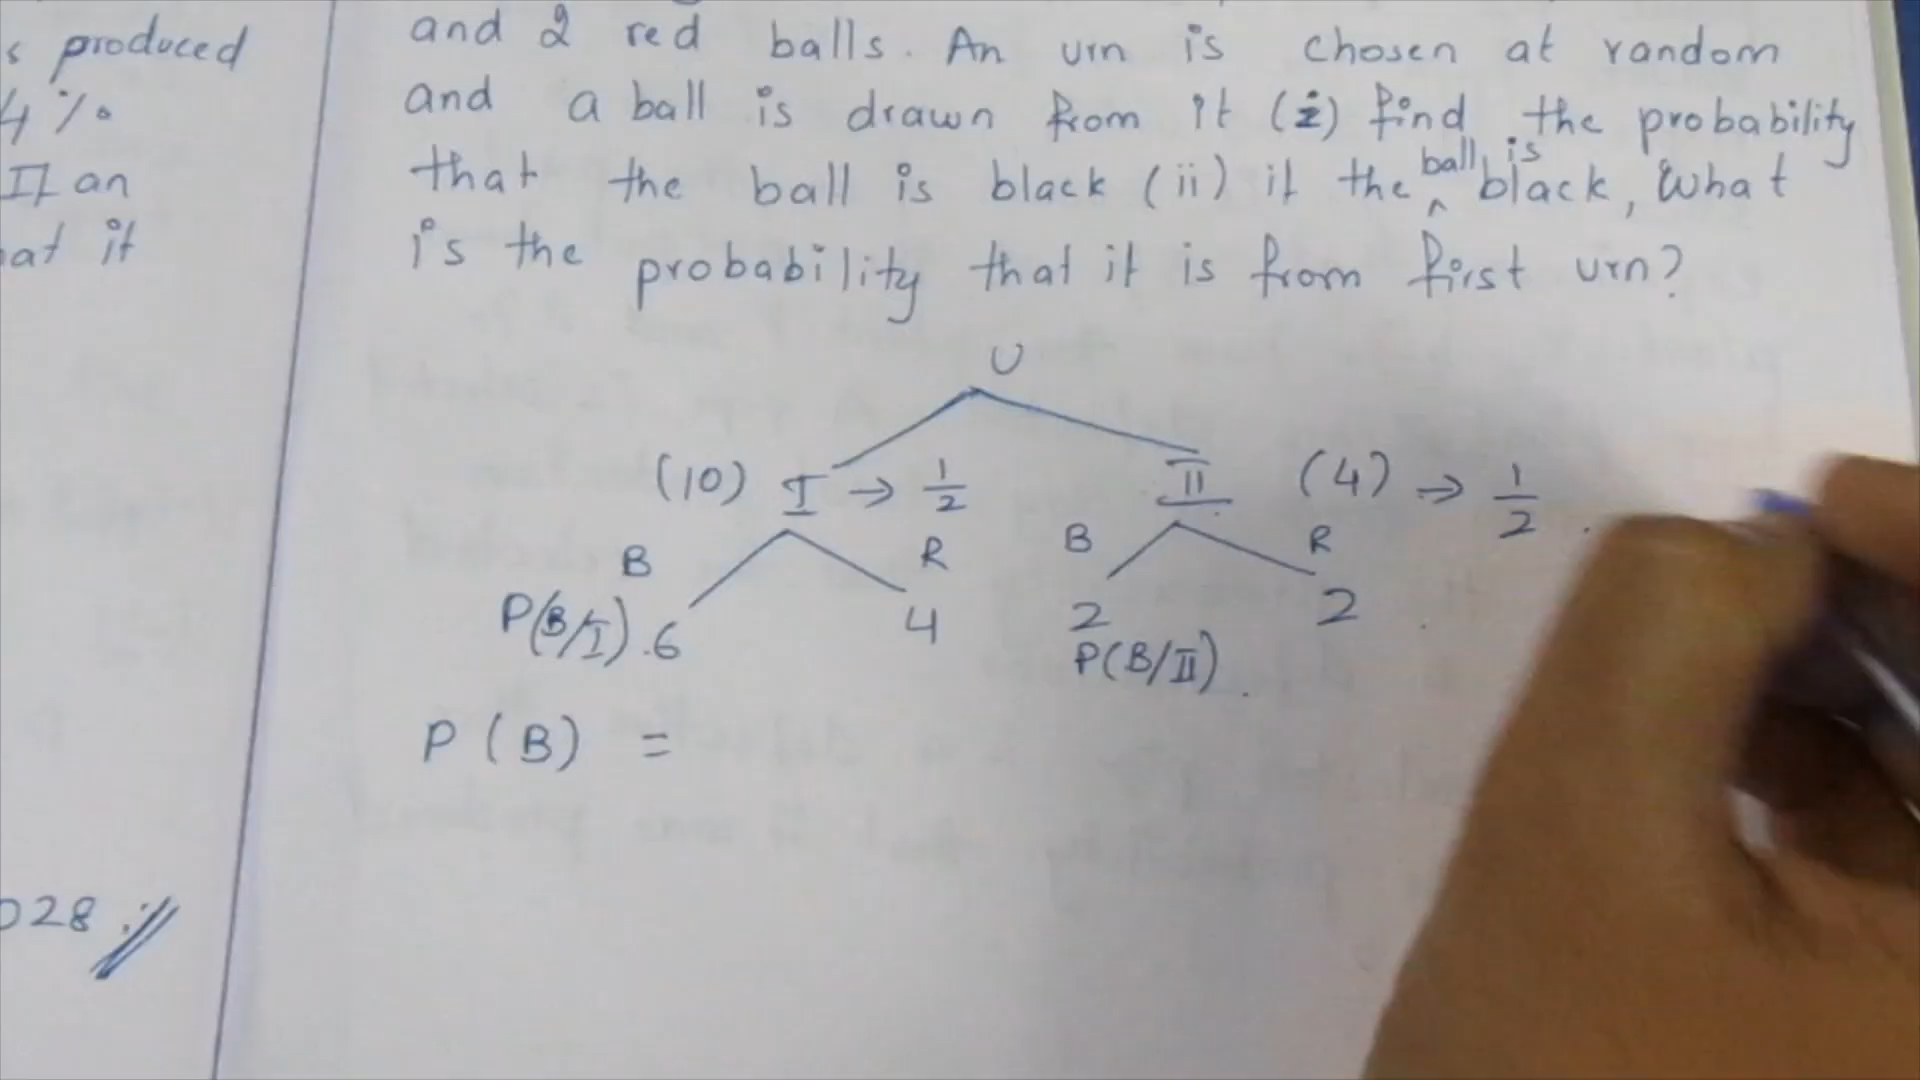 s produced
4%
If an
at it
028
and 2 red balls. An urn is chosen at random
and a ball is drawn from it (i) find the probability
that the ball is black (ii) if the ball is black, What
is the probability that it is from first urn?
U
(10) I → 1/2 II (4) → 1/2
B R B R
P(B/I) 6 4 2 2
P(B/II)
P(B) =